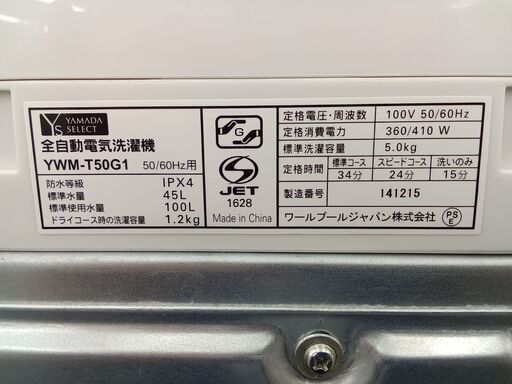 YS YAMADA SELECT
全自動電気洗濯機
YWM-T50G1 50/60Hz用
防水等級 IPX4
標準水量 45L
標準使用水量 100L
ドライコース時の洗濯容量 1.2kg
G
S
JET
1628
Made in China
定格電圧・周波数 100V 50/60Hz
定格消費電力 360/410 W
標準洗濯容量 5.0kg
定格時間 標準コース スピードコース 洗いのみ
34分 24分 15分
製造番号 141215
ワールプールジャパン株式会社
PSE